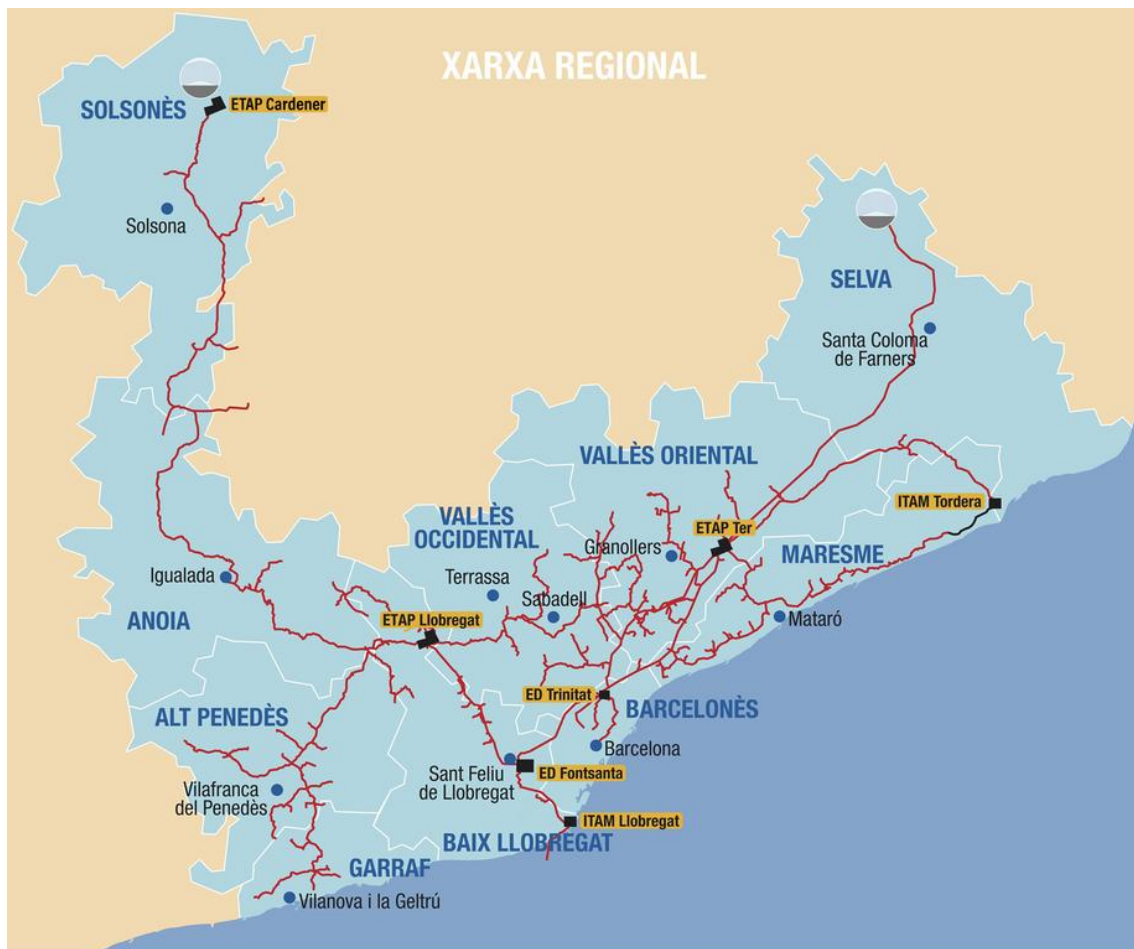 XARXA REGIONAL
SOLSONÈS
ETAP Cardener
Solsona
SELVA
Santa Coloma
de Farners
VALLÈS ORIENTAL
ITAM Tordera
VALLÈS
OCCIDENTAL
ETAP Ter
Granollers
MARESME
Igualada
Terrassa
Sabadell
ANOIA
ETAP Llobregat
Mataró
ED Trinitat
BARCELONÈS
ALT PENEDÈS
Barcelona
Sant Feliu
de Llobregat
ED Fontsanta
Vilafranca
del Penedès
ITAM Llobregat
BAIX LLOBREGAT
GARRAF
Vilanova i la Geltrú